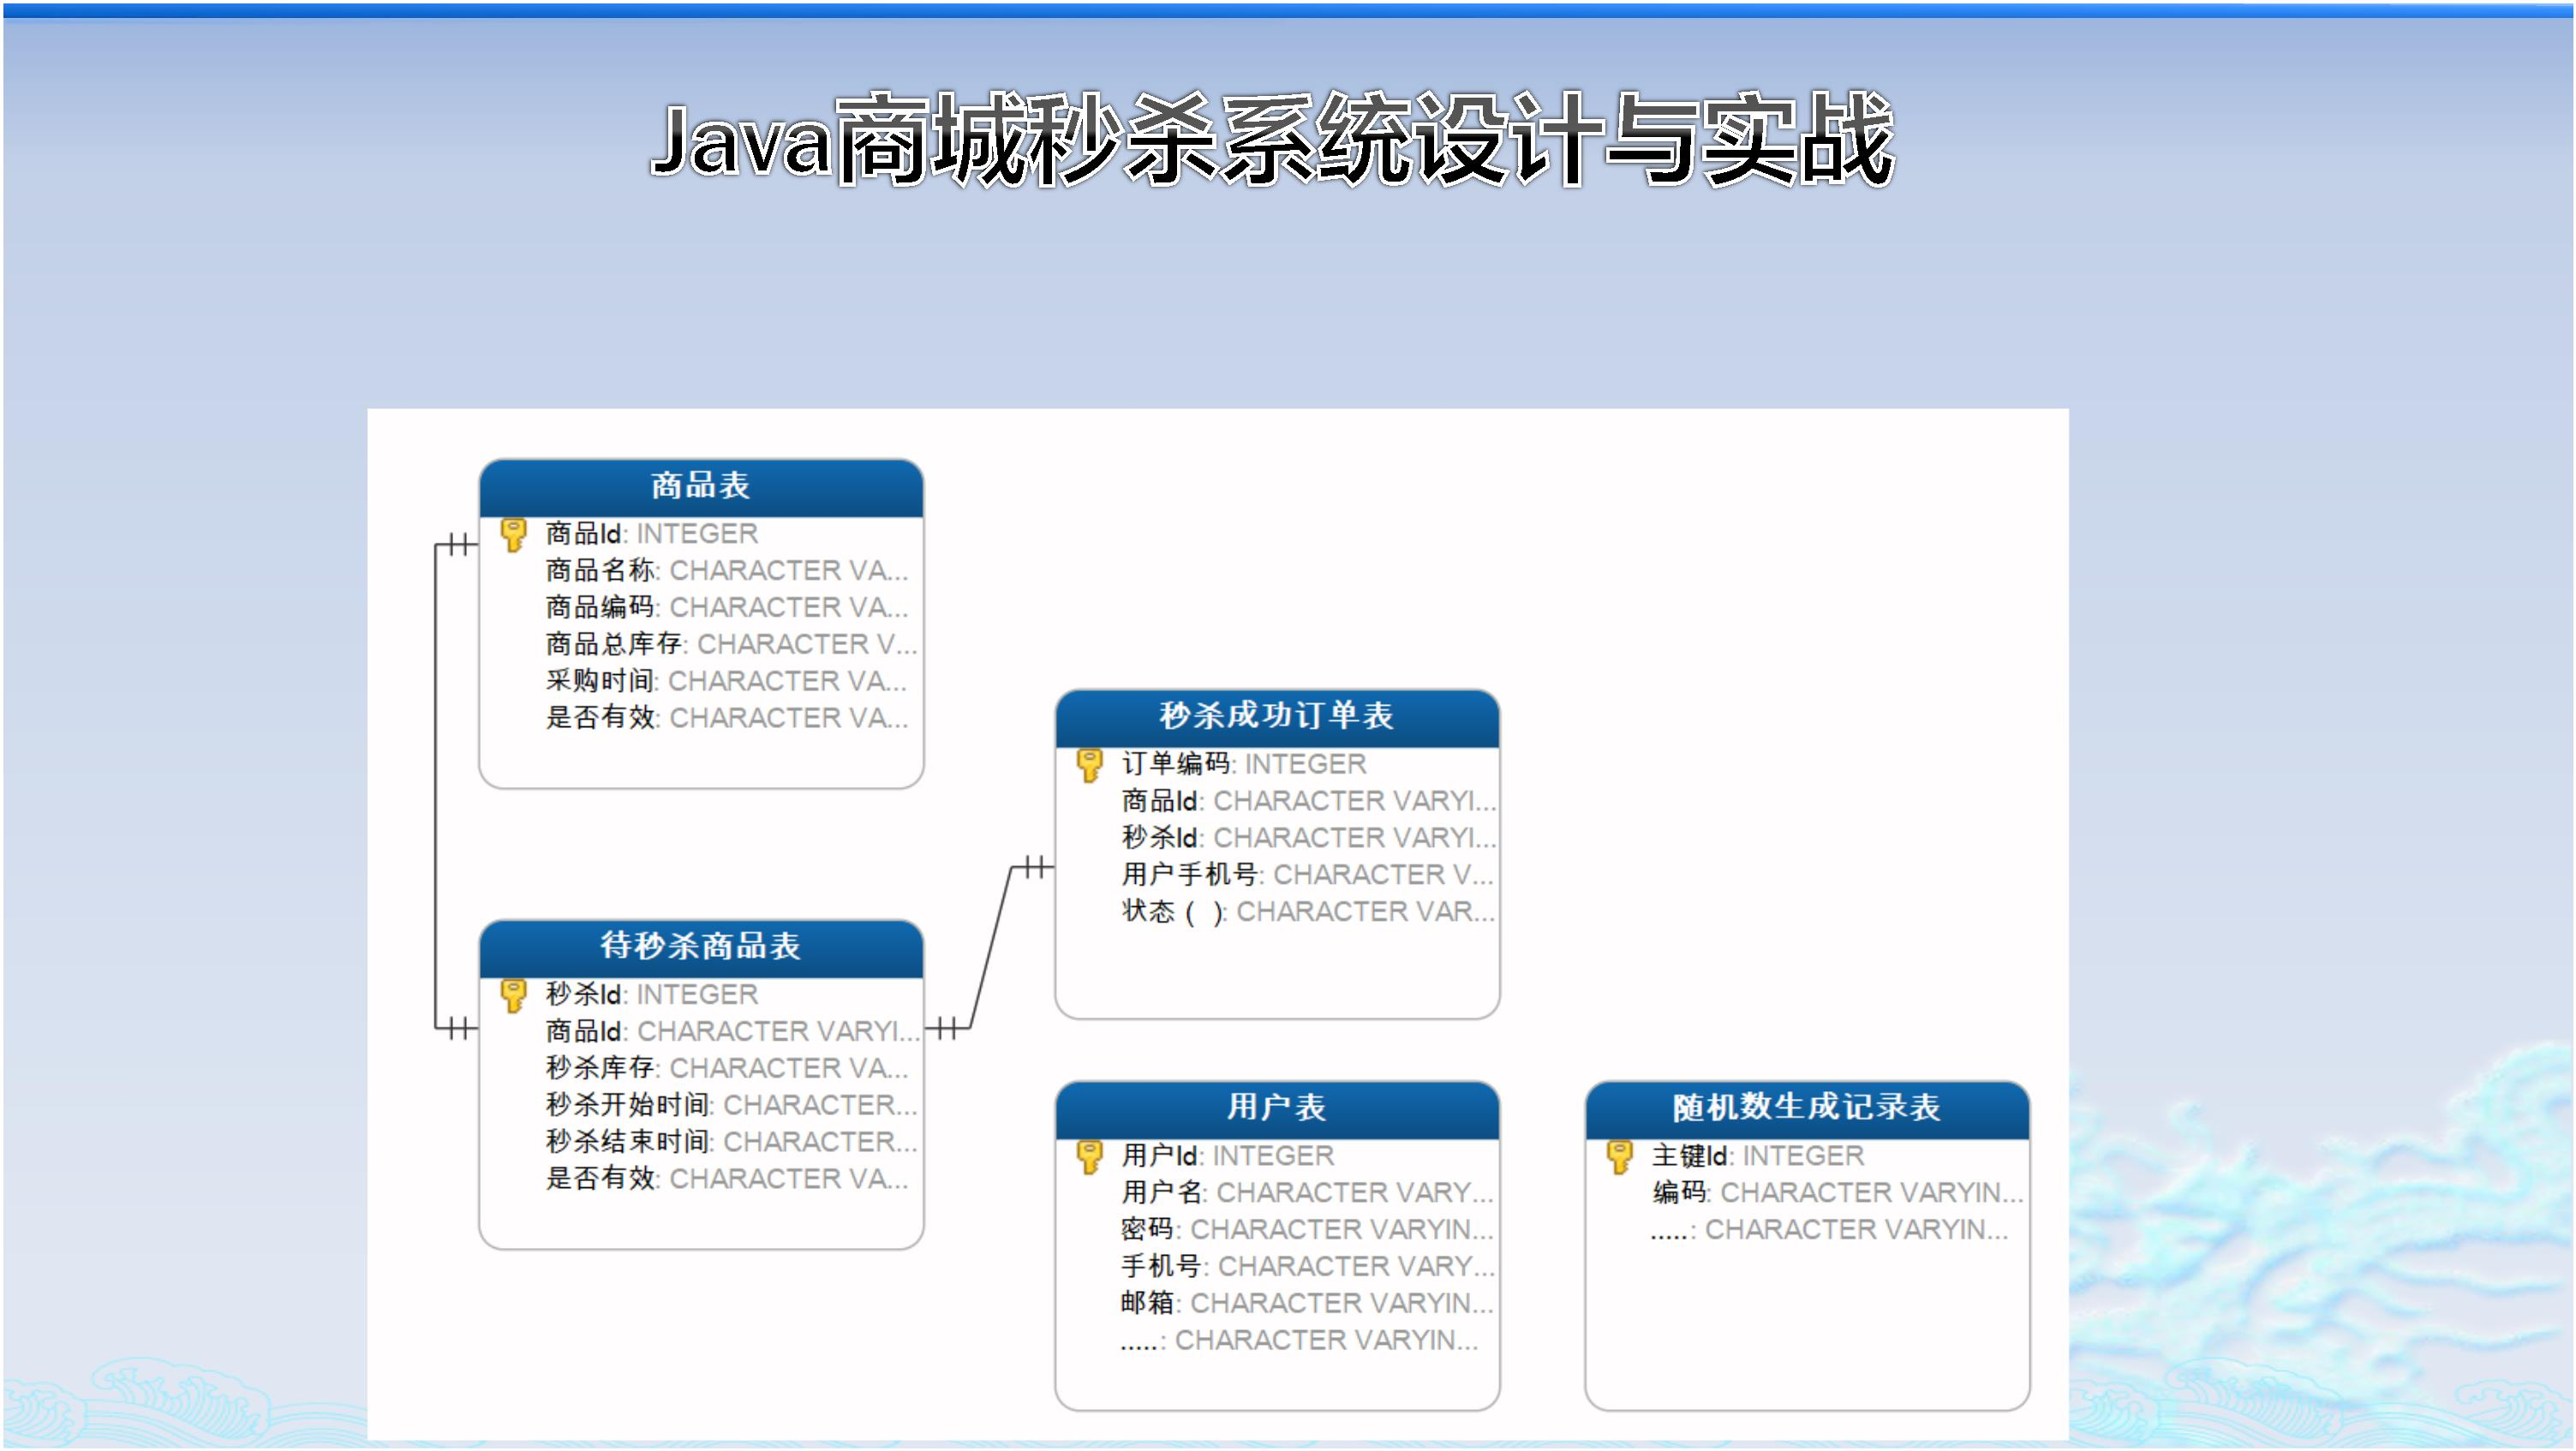 Java商城秒杀系统设计与实战
商品表
商品Id: INTEGER
商品名称: CHARACTER VA...
商品编码: CHARACTER VA...
商品总库存: CHARACTER V...
采购时间: CHARACTER VA...
是否有效: CHARACTER VA...
待秒杀商品表
秒杀Id: INTEGER
商品Id: CHARACTER VARYI...
秒杀库存: CHARACTER VA...
秒杀开始时间: CHARACTER...
秒杀结束时间: CHARACTER...
是否有效: CHARACTER VA...
秒杀成功订单表
订单编码: INTEGER
商品Id: CHARACTER VARYI...
秒杀Id: CHARACTER VARYI...
用户手机号: CHARACTER V...
状态 ( ): CHARACTER VAR...
用户表
用户Id: INTEGER
用户名: CHARACTER VARY...
密码: CHARACTER VARYIN...
手机号: CHARACTER VARY...
邮箱: CHARACTER VARYIN...
.....: CHARACTER VARYIN...
随机数生成记录表
主键Id: INTEGER
编码: CHARACTER VARYIN...
.....: CHARACTER VARYIN...